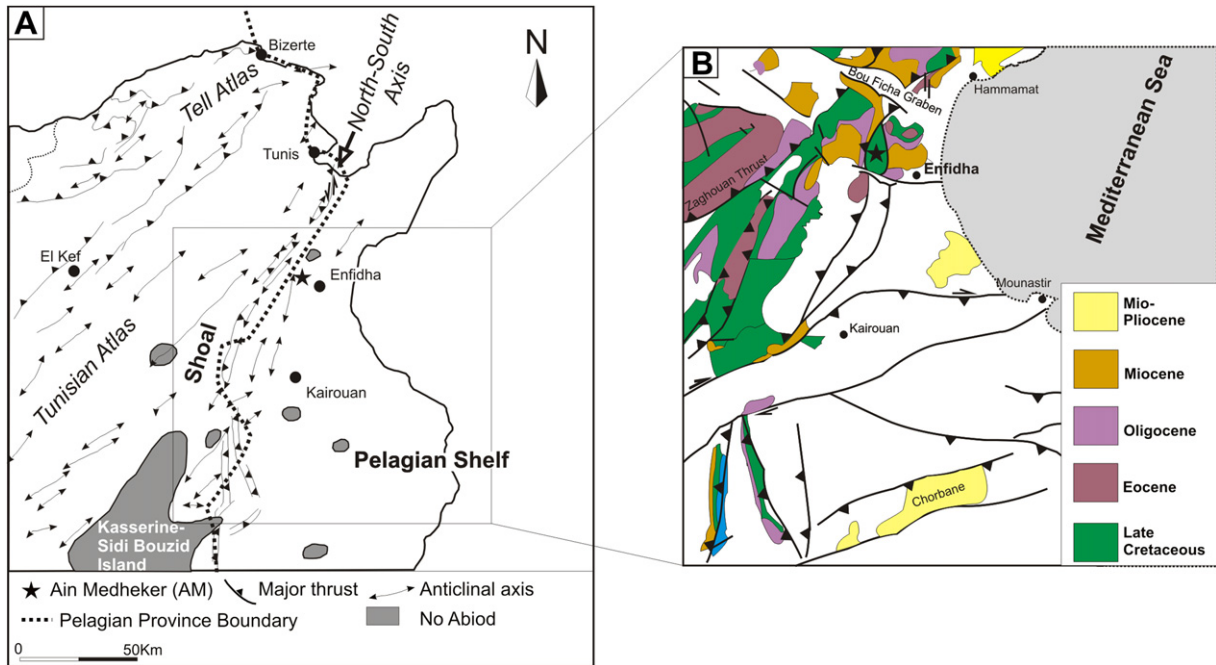 A
Bizerte
N
Tell Atlas
North-South
Axis
Tunis
El Kef
Enfidha
Shoal
Tunisian Atlas
Kairouan
Pelagian Shelf
Kasserine-
Sidi Bouzid
Island
Ain Medheker (AM)
Major thrust
Anticlinal axis
Pelagian Province Boundary
No Abiod
0
50Km
B
Bou Ficha Graben
Hammamat
Mediterranean Sea
Enfidha
Zaghouan Thrust
Mounastir
Kairouan
Chorbane
Mio-
Pliocene
Miocene
Oligocene
Eocene
Late
Cretaceous